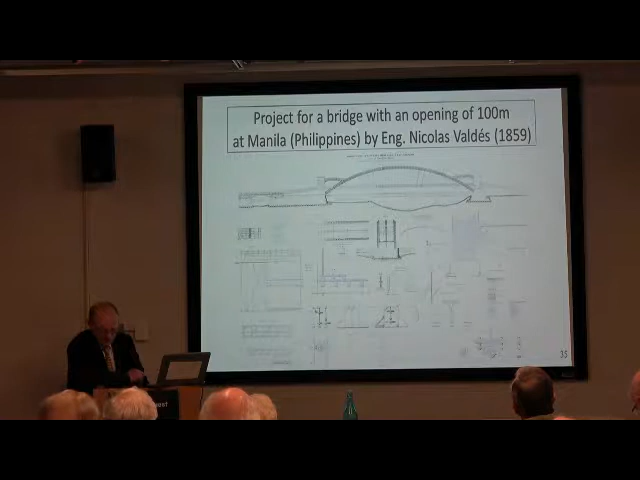 Project for a bridge with an opening of 100m
at Manila (Philippines) by Eng. Nicolas Valdés (1859)
35